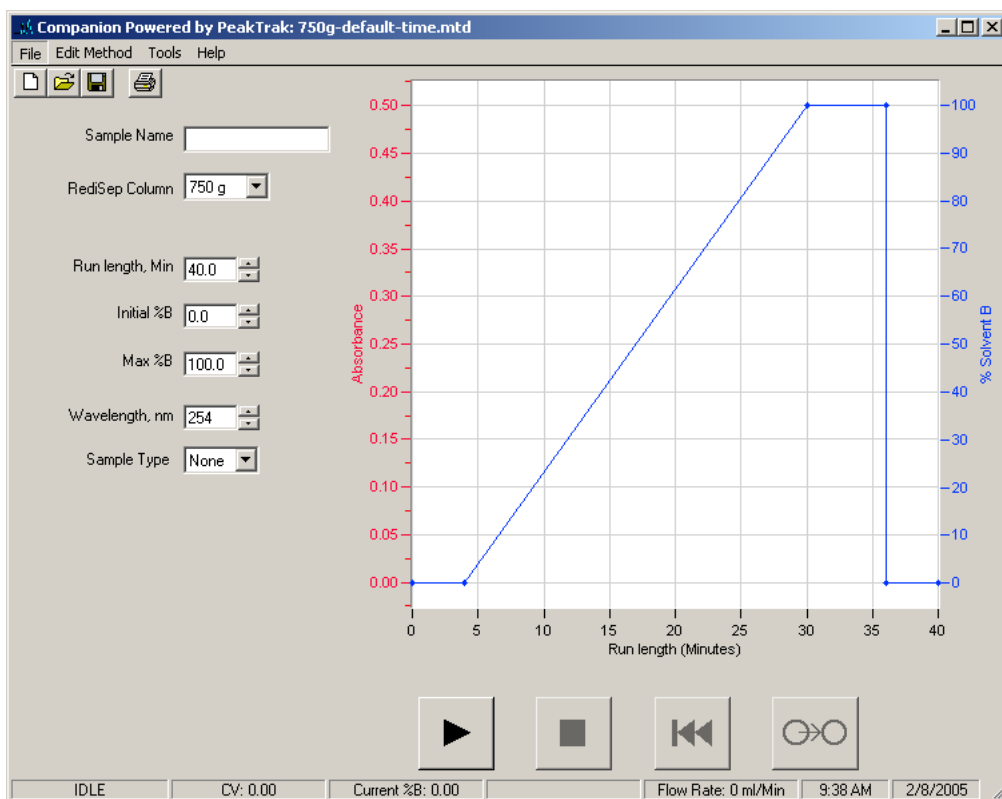 Companion Powered by PeakTrak: 750g-default-time.mtd
File Edit Method Tools Help
Sample Name
RediSep Column 750 g
Run length, Min 40.0
Initial %B 0.0
Max %B 100.0
Wavelength, nm 254
Sample Type None
Absorbance
0.50
0.45
0.40
0.35
0.30
0.25
0.20
0.15
0.10
0.05
0.00
100
90
80
70
60
50
40
30
20
10
0
% Solvent B
0 5 10 15 20 25 30 35 40
Run length (Minutes)
IDLE CV: 0.00 Current %B: 0.00 Flow Rate: 0 ml/Min 9:38 AM 2/8/2005